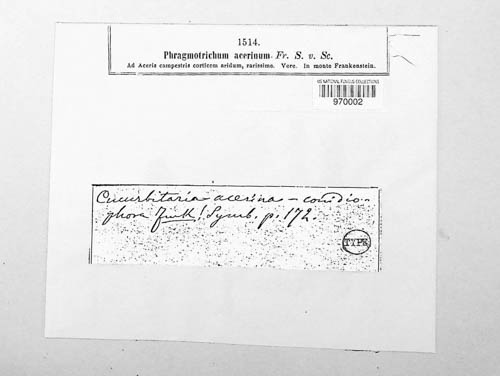 1514.
Phragmotrichum acerinum Fr. S. v. Sc.
Ad Aceris campestris corticem aridum, rarissime. Vere. In monte Frankenstein.
US NATIONAL FUNGUS COLLECTIONS
970002
Cucurbitaria acerina – conidio-
phora Fuck! Symb. p. 172.
TYPE